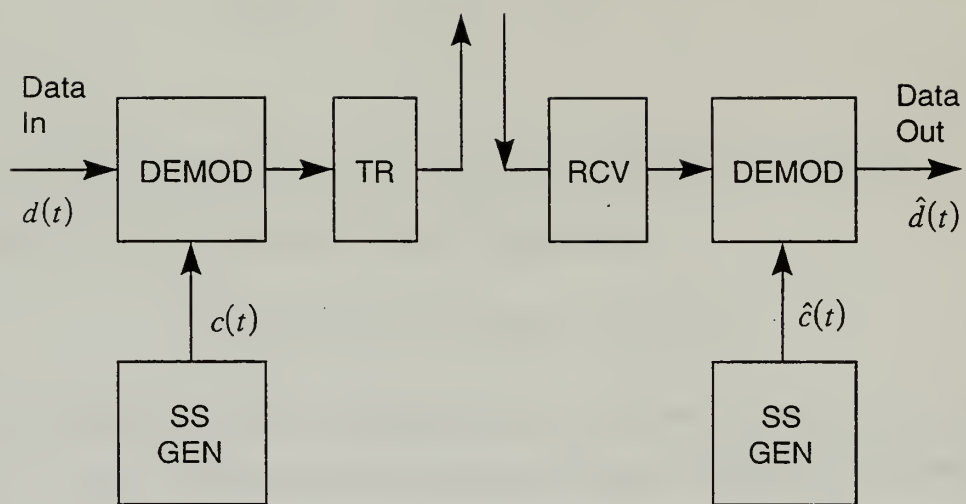 Data
In
d(t)
DEMOD
TR
RCV
DEMOD
Data
Out
d̂(t)
c(t)
ĉ(t)
SS
GEN
SS
GEN